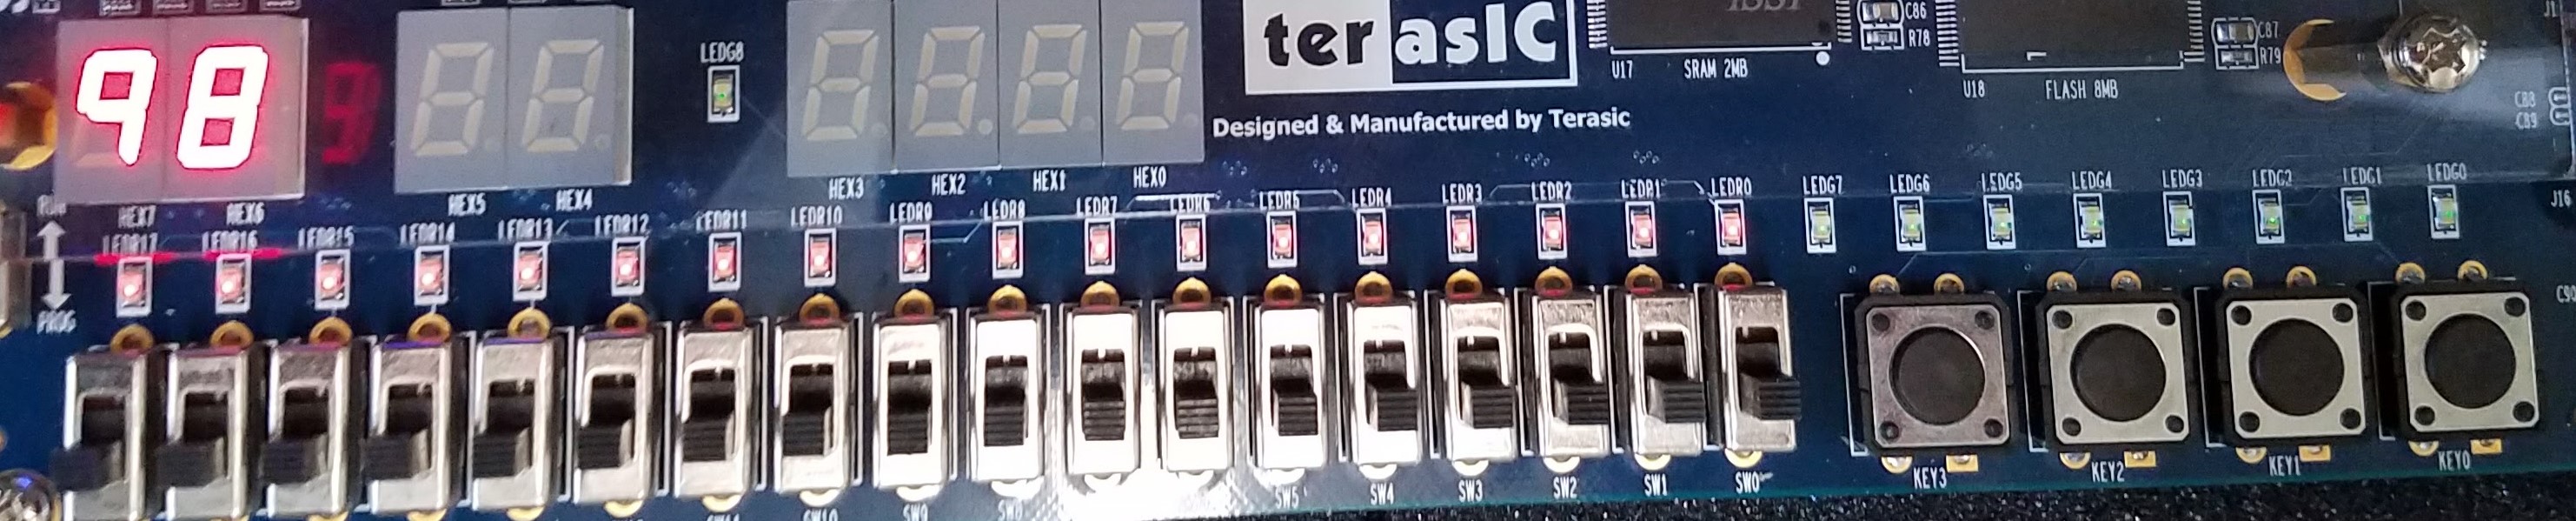 98
LEDG8
terasIC
Designed & Manufactured by Terasic
U17 SRAM 2MB
C86
R78
U18 FLASH 8MB
C87
R79
C88
C89
J16
HEX7 HEX6 HEX5 HEX4 HEX3 HEX2 HEX1 HEX0
RUN
PROG
LEDR17 LEDR16 LEDR15 LEDR14 LEDR13 LEDR12 LEDR11 LEDR10 LEDR9 LEDR8 LEDR7 LEDR6 LEDR5 LEDR4 LEDR3 LEDR2 LEDR1 LEDR0 LEDG7 LEDG6 LEDG5 LEDG4 LEDG3 LEDG2 LEDG1 LEDG0
SW10 SW9 SW8 SW5 SW4 SW3 SW2 SW1 SW0 KEY3 KEY2 KEY1 KEY0